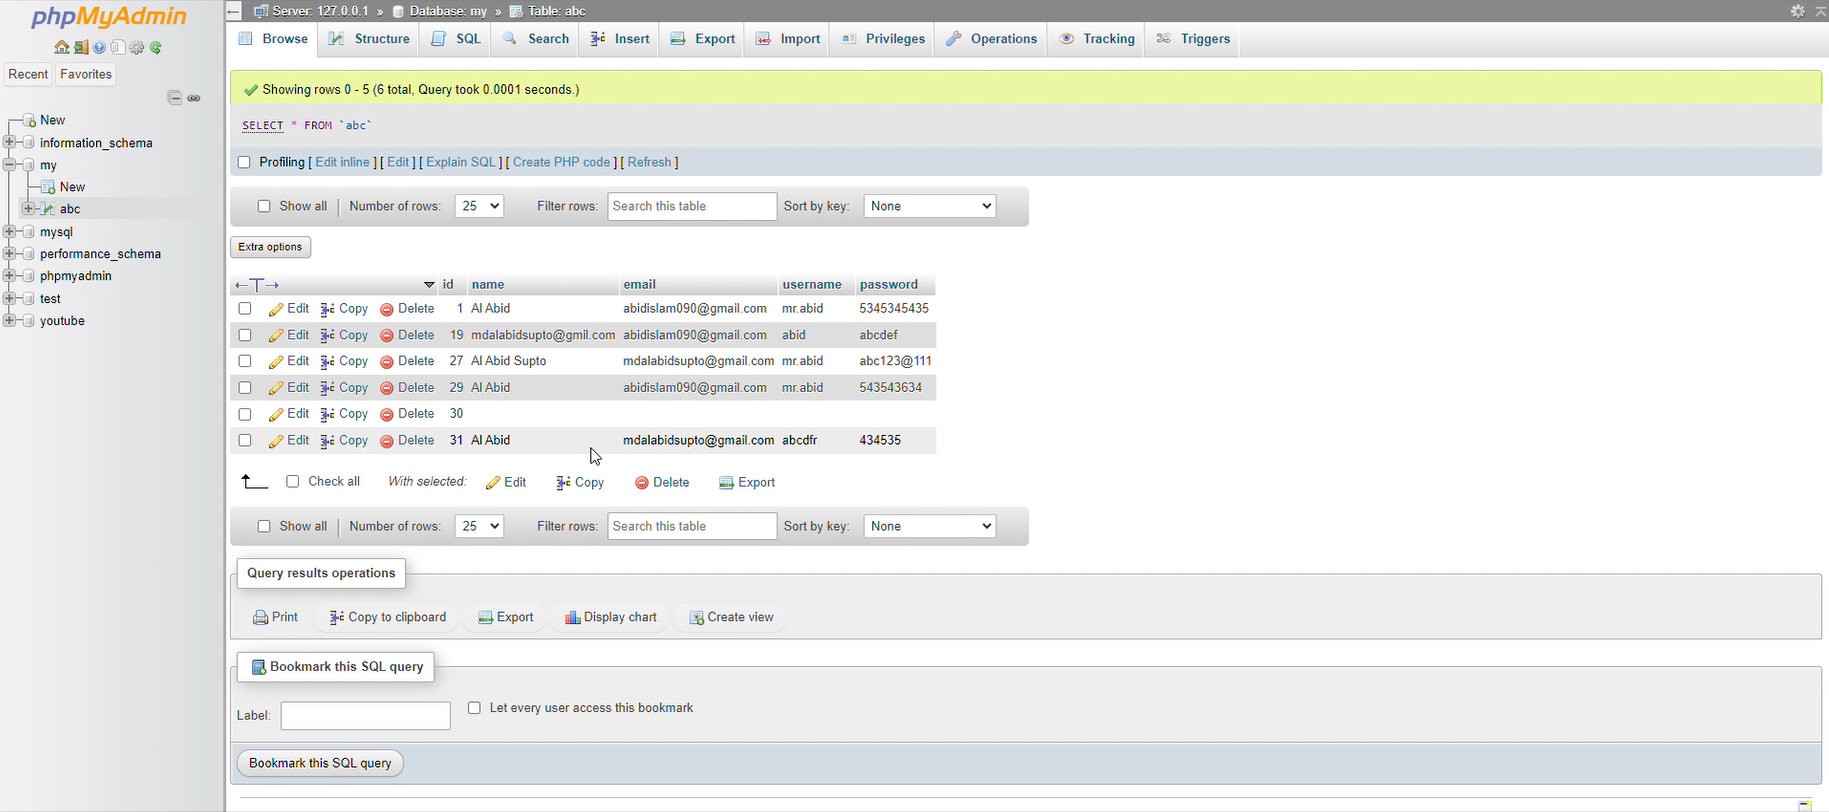 phpMyAdmin
Recent Favorites
New
information_schema
my
New
abc
mysql
performance_schema
phpmyadmin
test
youtube
Server: 127.0.0.1 » Database: my » Table: abc
Browse Structure SQL Search Insert Export Import Privileges Operations Tracking Triggers
Showing rows 0 - 5 (6 total, Query took 0.0001 seconds.)
SELECT * FROM `abc`
Profiling [ Edit inline ] [ Edit ] [ Explain SQL ] [ Create PHP code ] [ Refresh ]
Show all | Number of rows: 25 Filter rows: Search this table Sort by key: None
Extra options
←T→ id name email username password
Edit Copy Delete 1 Al Abid abidislam090@gmail.com mr.abid 5345345435
Edit Copy Delete 19 mdalabidsupto@gmil.com abidislam090@gmail.com abid abcdef
Edit Copy Delete 27 Al Abid Supto mdalabidsupto@gmail.com mr.abid abc123@111
Edit Copy Delete 29 Al Abid abidislam090@gmail.com mr.abid 543543634
Edit Copy Delete 30
Edit Copy Delete 31 Al Abid mdalabidsupto@gmail.com abcdfr 434535
Check all With selected: Edit Copy Delete Export
Show all | Number of rows: 25 Filter rows: Search this table Sort by key: None
Query results operations
Print Copy to clipboard Export Display chart Create view
Bookmark this SQL query
Label: Let every user access this bookmark
Bookmark this SQL query